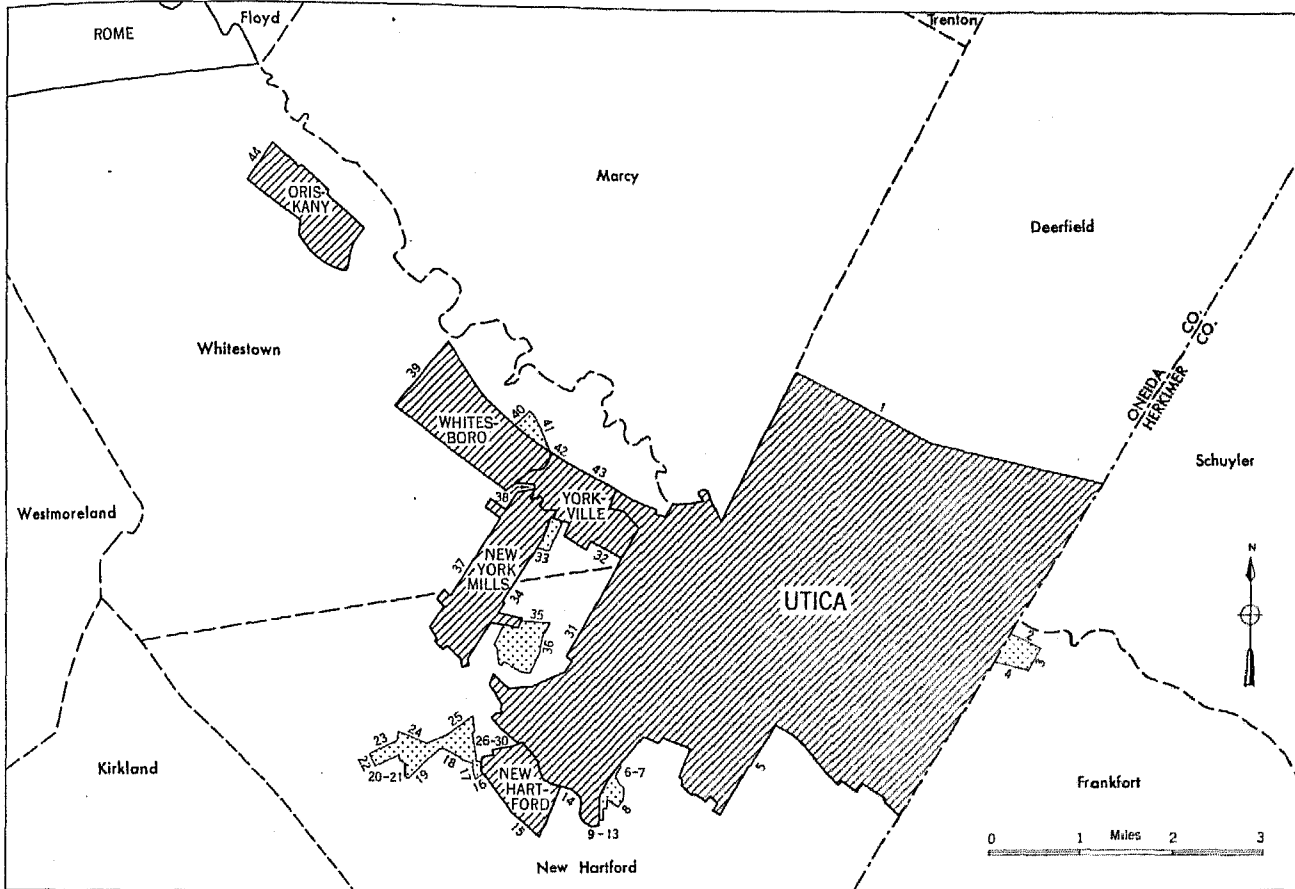 Floyd
Trenton
ROME
44
ORIS-
KANY
Marcy
Deerfield
Whitestown
ONEIDA CO.
HERKIMER CO.
39
1
WHITES-
BORO
40
41
42
43
Schuyler
Westmoreland
38
YORK-
VILLE
33
32
37
NEW
YORK
MILLS
34
UTICA
N
35
36
31
2
3
4
25
24
23
22
20-21
19
18
17
26-30
16
NEW
HART-
FORD
15
14
6-7
8
9-13
5
Kirkland
Frankfort
0 1 Miles 2 3
New Hartford